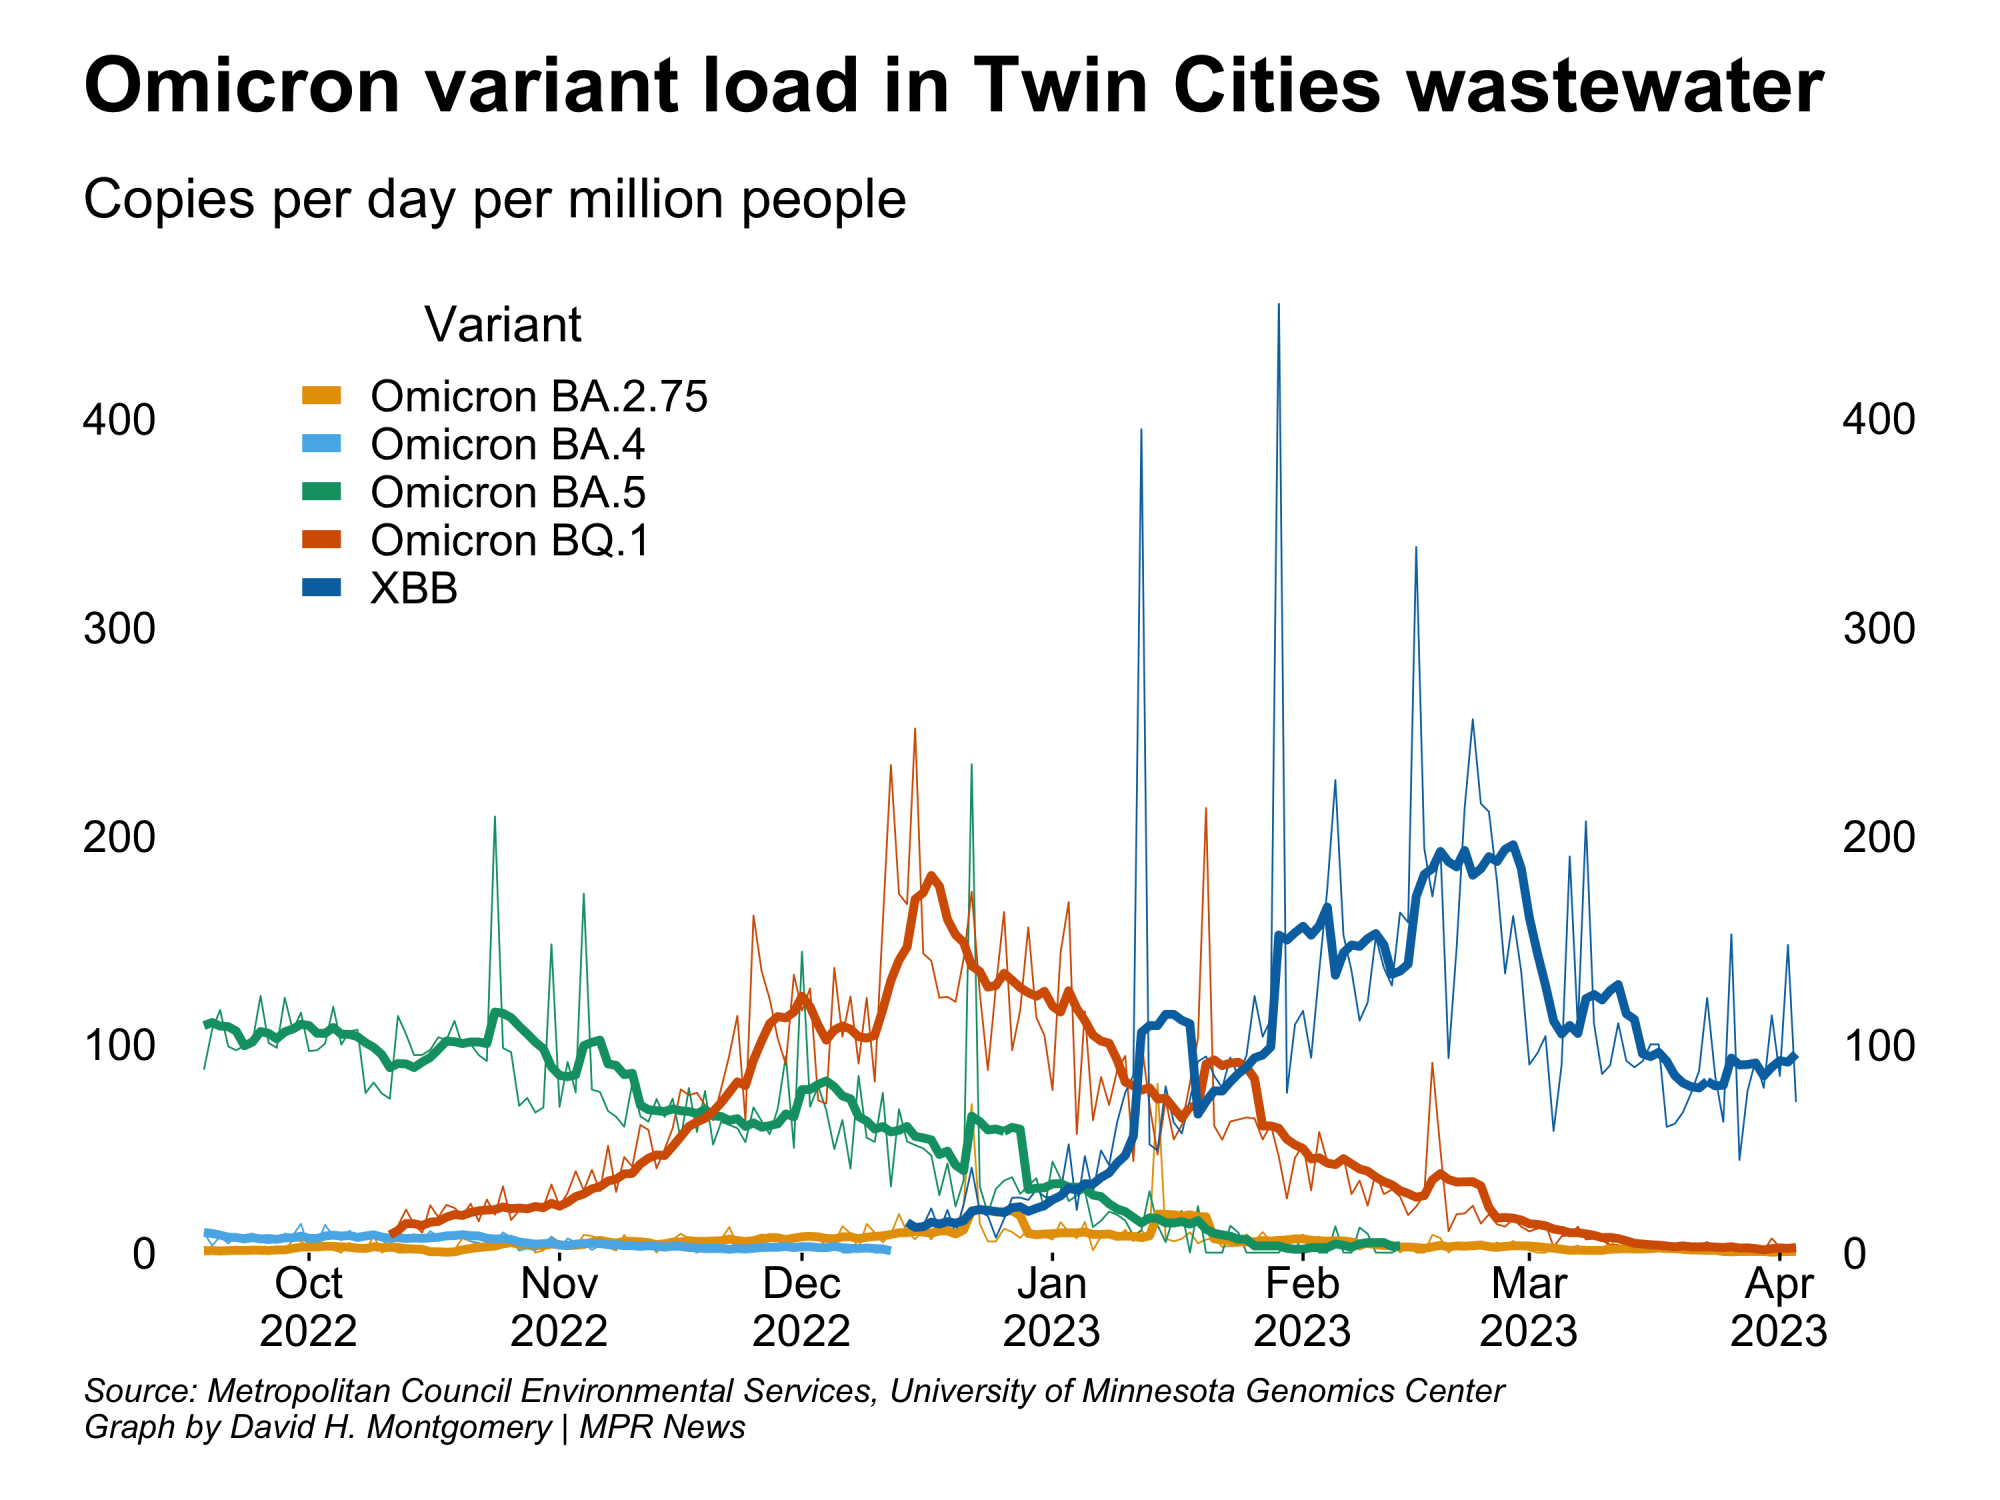 Omicron variant load in Twin Cities wastewater
Copies per day per million people
Variant
Omicron BA.2.75
Omicron BA.4
Omicron BA.5
Omicron BQ.1
XBB
400 400
300 300
200 200
100 100
0 0
Oct Nov Dec Jan Feb Mar Apr
2022 2022 2022 2023 2023 2023 2023
Source: Metropolitan Council Environmental Services, University of Minnesota Genomics Center
Graph by David H. Montgomery | MPR News